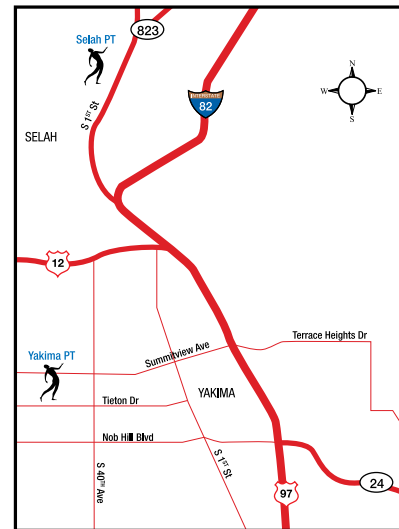 823
Selah PT
INTERSTATE
82
N
W E
S
S 1ST St
SELAH
12
Terrace Heights Dr
Summitview Ave
Yakima PT
YAKIMA
Tieton Dr
Nob Hill Blvd
S 1ST St
S 40TH Ave
24
97